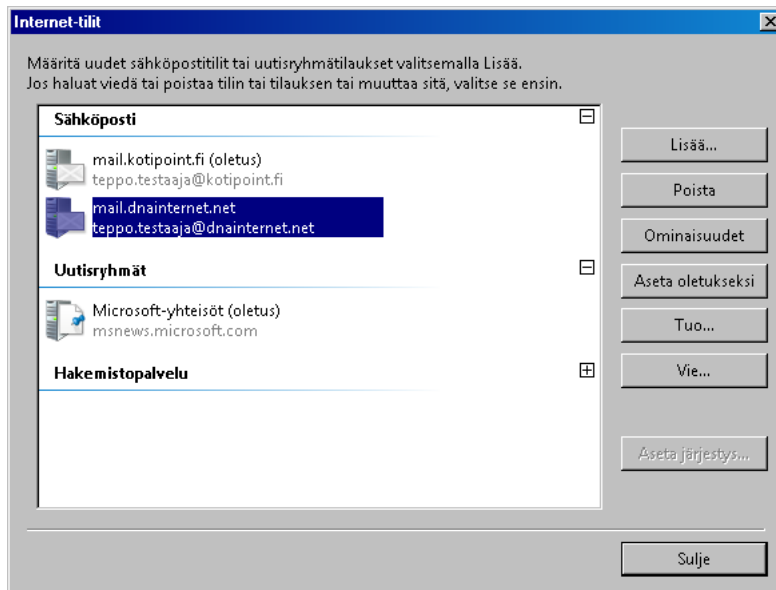 Internet-tilit
Määritä uudet sähköpostitilit tai uutisryhmätilaukset valitsemalla Lisää.
Jos haluat viedä tai poistaa tilin tai tilauksen tai muuttaa sitä, valitse se ensin.
Sähköposti
mail.kotipoint.fi (oletus)
teppo.testaaja@kotipoint.fi
mail.dnainternet.net
teppo.testaaja@dnainternet.net
Uutisryhmät
Microsoft-yhteisöt (oletus)
msnews.microsoft.com
Hakemistopalvelu
Lisää...
Poista
Ominaisuudet
Aseta oletukseksi
Tuo...
Vie...
Aseta järjestys...
Sulje